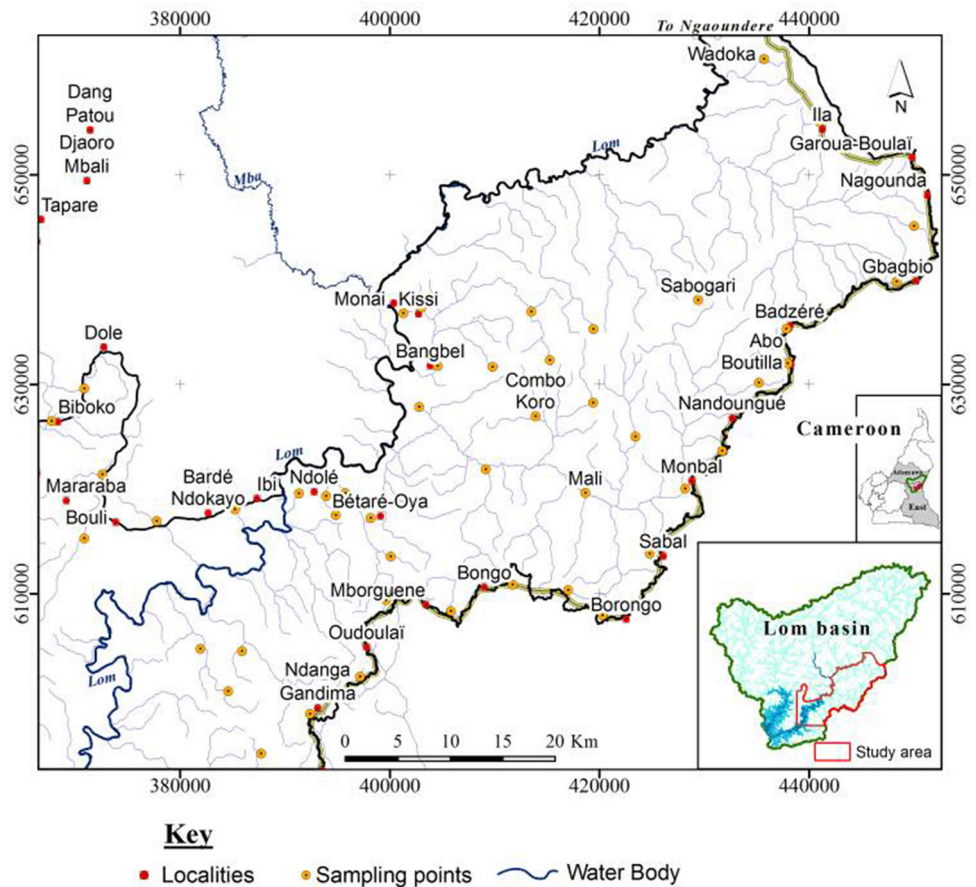 380000
400000
420000
440000
To Ngaoundere
Wadoka
N
Dang
Patou
Djaoro
Mbali
Tapare
Ila
Garoua-Boulaï
Nagounda
Lom
Mba
650000
650000
Gbagbio
Sabogari
Monai
Kissi
Badzéré
Abo
Boutilla
Dole
Bangbel
Combo
Koro
630000
630000
Nandoungué
Biboko
Cameroon
Adamawa
East
Lom
Mararaba
Bouli
Bardé
Ndokayo
Ibi
Ndolé
Bétaré-Oya
Mali
Monbal
Sabal
610000
610000
Mborguene
Bongo
Borongo
Oudoulaï
Lom
Ndanga
Gandima
Lom basin
Study area
0
5
10
15
20 Km
380000
400000
420000
440000
Key
Localities
Sampling points
Water Body